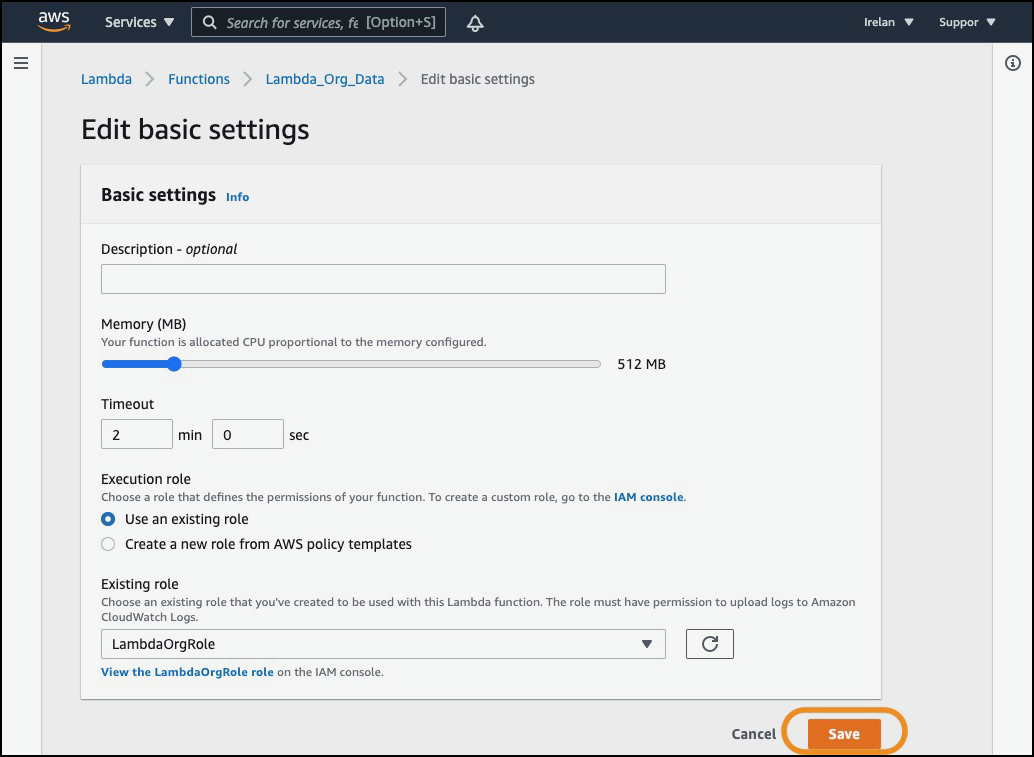 aws Services Search for services, fe [Option+S] Irelan Suppor
Lambda Functions Lambda_Org_Data Edit basic settings
Edit basic settings
Basic settings Info
Description - optional
Memory (MB)
Your function is allocated CPU proportional to the memory configured.
512 MB
Timeout
2 min 0 sec
Execution role
Choose a role that defines the permissions of your function. To create a custom role, go to the IAM console.
Use an existing role
Create a new role from AWS policy templates
Existing role
Choose an existing role that you've created to be used with this Lambda function. The role must have permission to upload logs to Amazon
CloudWatch Logs.
LambdaOrgRole
View the LambdaOrgRole role on the IAM console.
Cancel Save